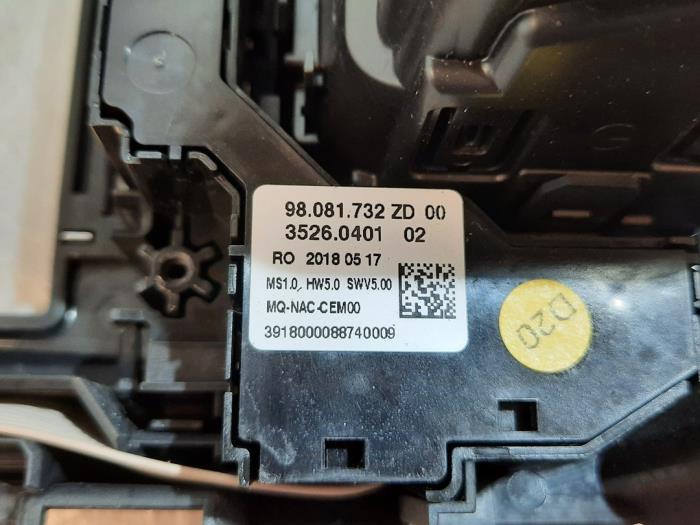 98.081.732 ZD 00
3526.0401 02
RO 2018 05 17
MS1.0, HW5.0 SWV5.00
MQ-NAC-CEM00
3918000088740009
D20